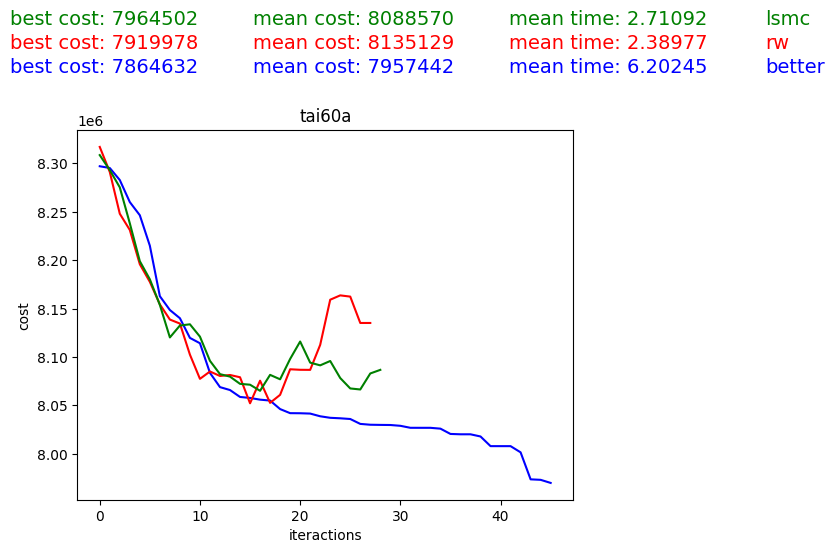 best cost: 7964502 mean cost: 8088570 mean time: 2.71092 lsmc
best cost: 7919978 mean cost: 8135129 mean time: 2.38977 rw
best cost: 7864632 mean cost: 7957442 mean time: 6.20245 better
tai60a
1e6
8.30
8.25
8.20
8.15
8.10
8.05
8.00
cost
0 10 20 30 40
iteractions